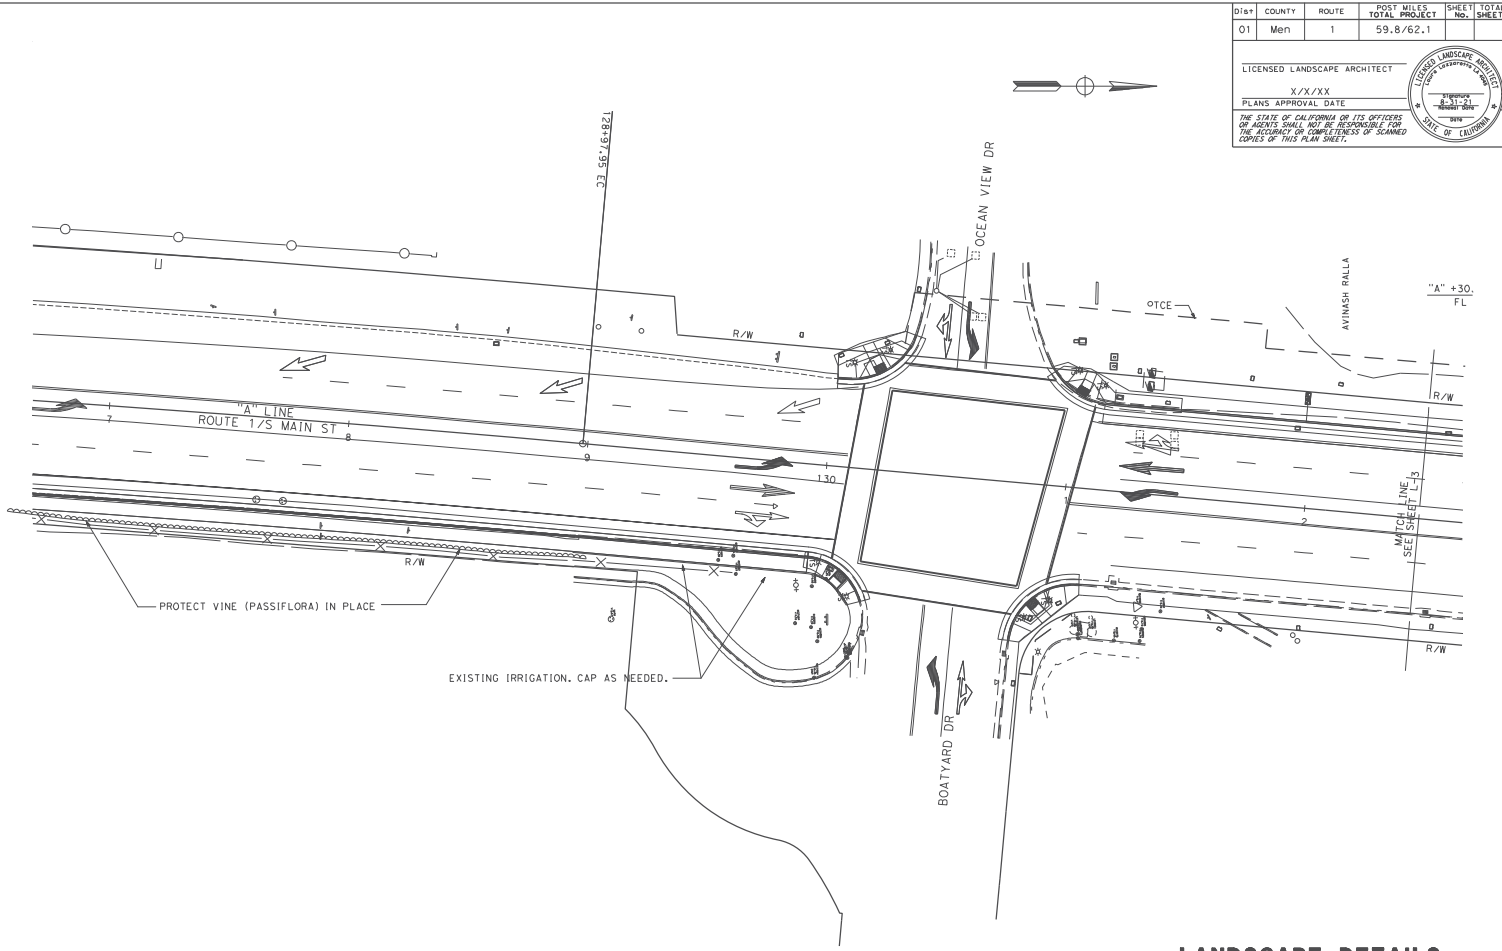 Dist COUNTY ROUTE POST MILES TOTAL PROJECT SHEET No. TOTAL SHEET
01 Men 1 59.8/62.1
LICENSED LANDSCAPE ARCHITECT
X/X/XX
PLANS APPROVAL DATE
THE STATE OF CALIFORNIA OR ITS OFFICERS
OR AGENTS SHALL NOT BE RESPONSIBLE FOR
THE ACCURACY OR COMPLETENESS OF SCANNED
COPIES OF THIS PLAN SHEET.
LICENSED LANDSCAPE ARCHITECT
Signature
8-31-21
Renewal Date
Date
STATE OF CALIFORNIA
128+97.95 EC
OCEAN VIEW DR
AVINASH RALLA
"A" +30.
FL
TCE
R/W
R/W
"A" LINE
ROUTE 1/S MAIN ST
7
8
9
130
1
2
MATCH LINE
SEE SHEET L-3
R/W
R/W
PROTECT VINE (PASSIFLORA) IN PLACE
EXISTING IRRIGATION. CAP AS NEEDED.
BOATYARD DR
LANDSCAPE DETAILS